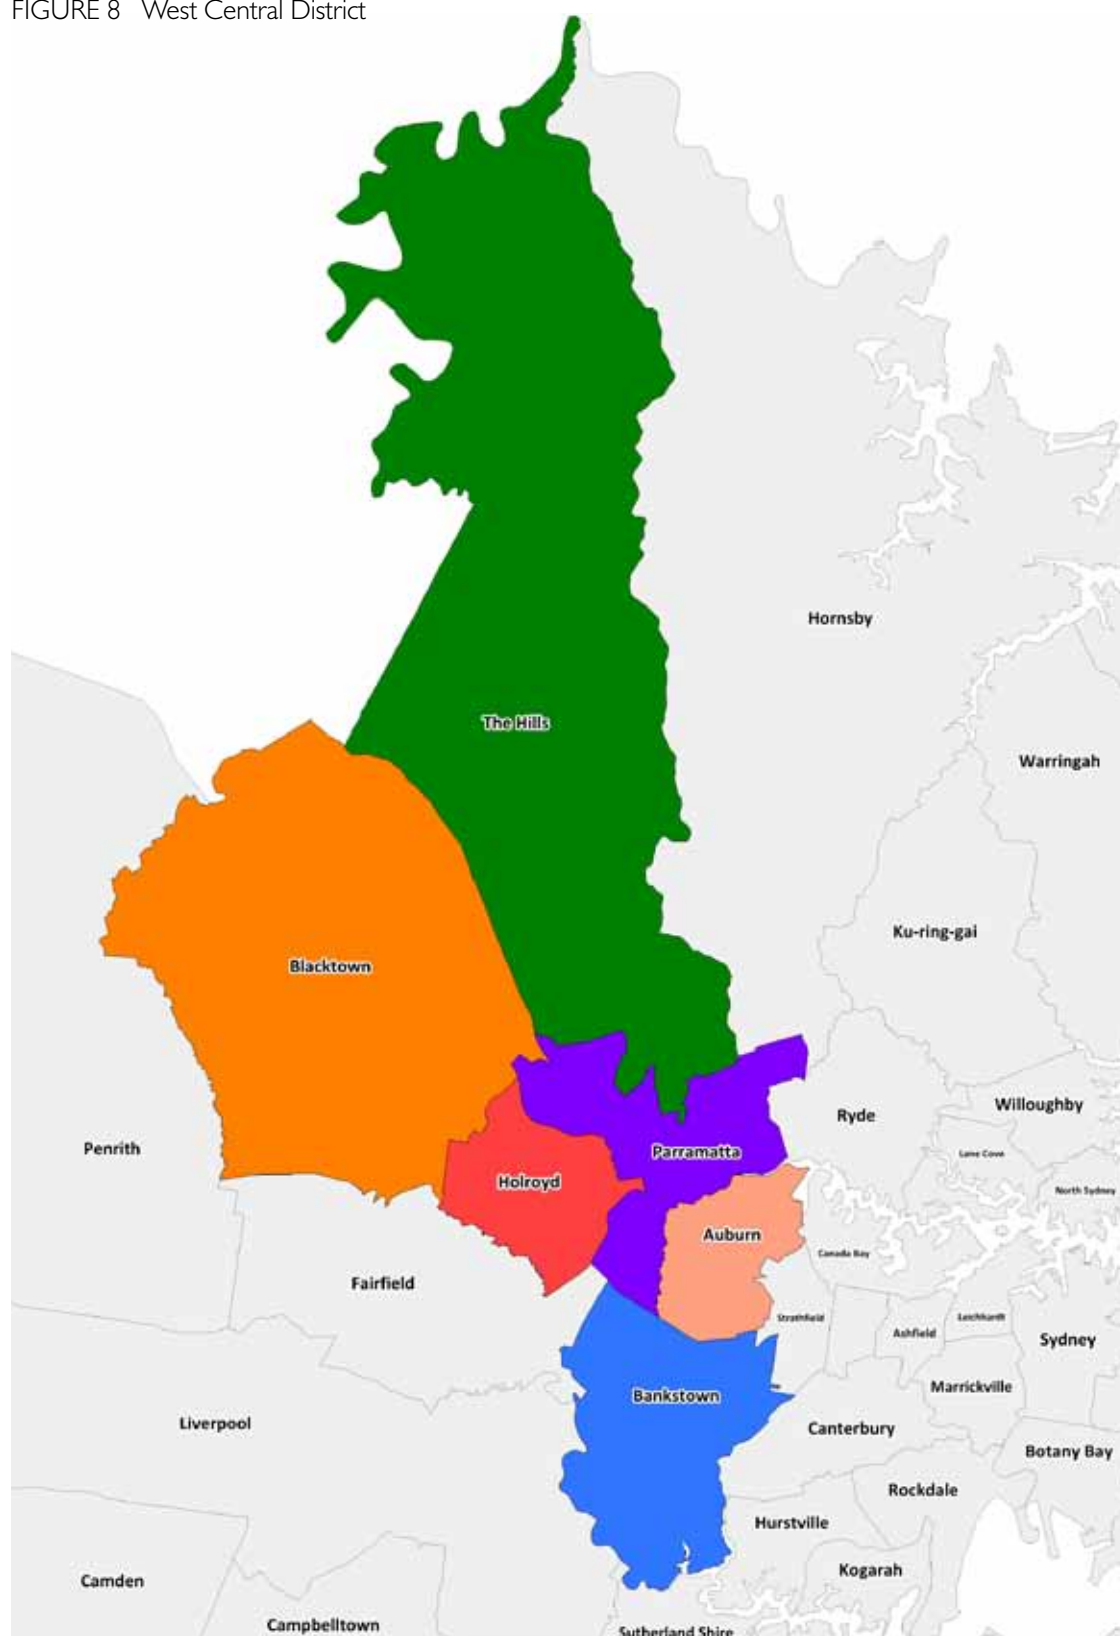 FIGURE 8 West Central District
Hornsby
The Hills
Warringah
Ku-ring-gai
Blacktown
Willoughby
Ryde
Penrith
Parramatta
Lane Cove
Holroyd
North Sydney
Auburn
Canada Bay
Fairfield
Strathfield
Leichhardt
Ashfield
Sydney
Marrickville
Bankstown
Liverpool
Canterbury
Botany Bay
Rockdale
Hurstville
Kogarah
Camden
Campbelltown
Sutherland Shire